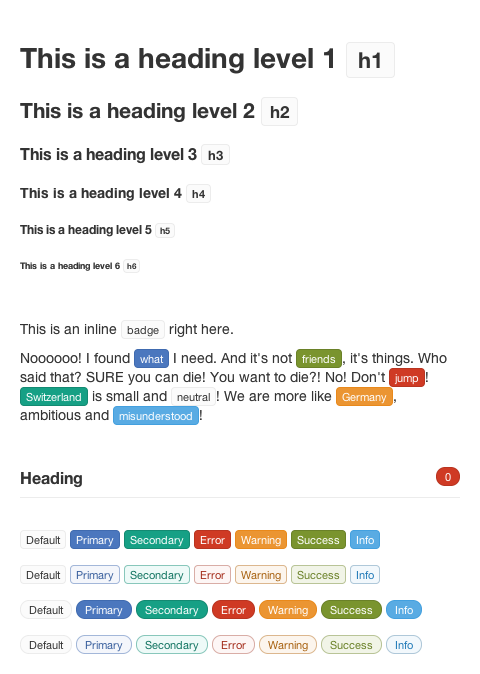 This is a heading level 1 h1
This is a heading level 2 h2
This is a heading level 3 h3
This is a heading level 4 h4
This is a heading level 5 h5
This is a heading level 6 h6
This is an inline badge right here.
Noooooo! I found what I need. And it's not friends, it's things. Who
said that? SURE you can die! You want to die?! No! Don't jump!
Switzerland is small and neutral! We are more like Germany,
ambitious and misunderstood!
Heading 0
Default Primary Secondary Error Warning Success Info
Default Primary Secondary Error Warning Success Info
Default Primary Secondary Error Warning Success Info
Default Primary Secondary Error Warning Success Info